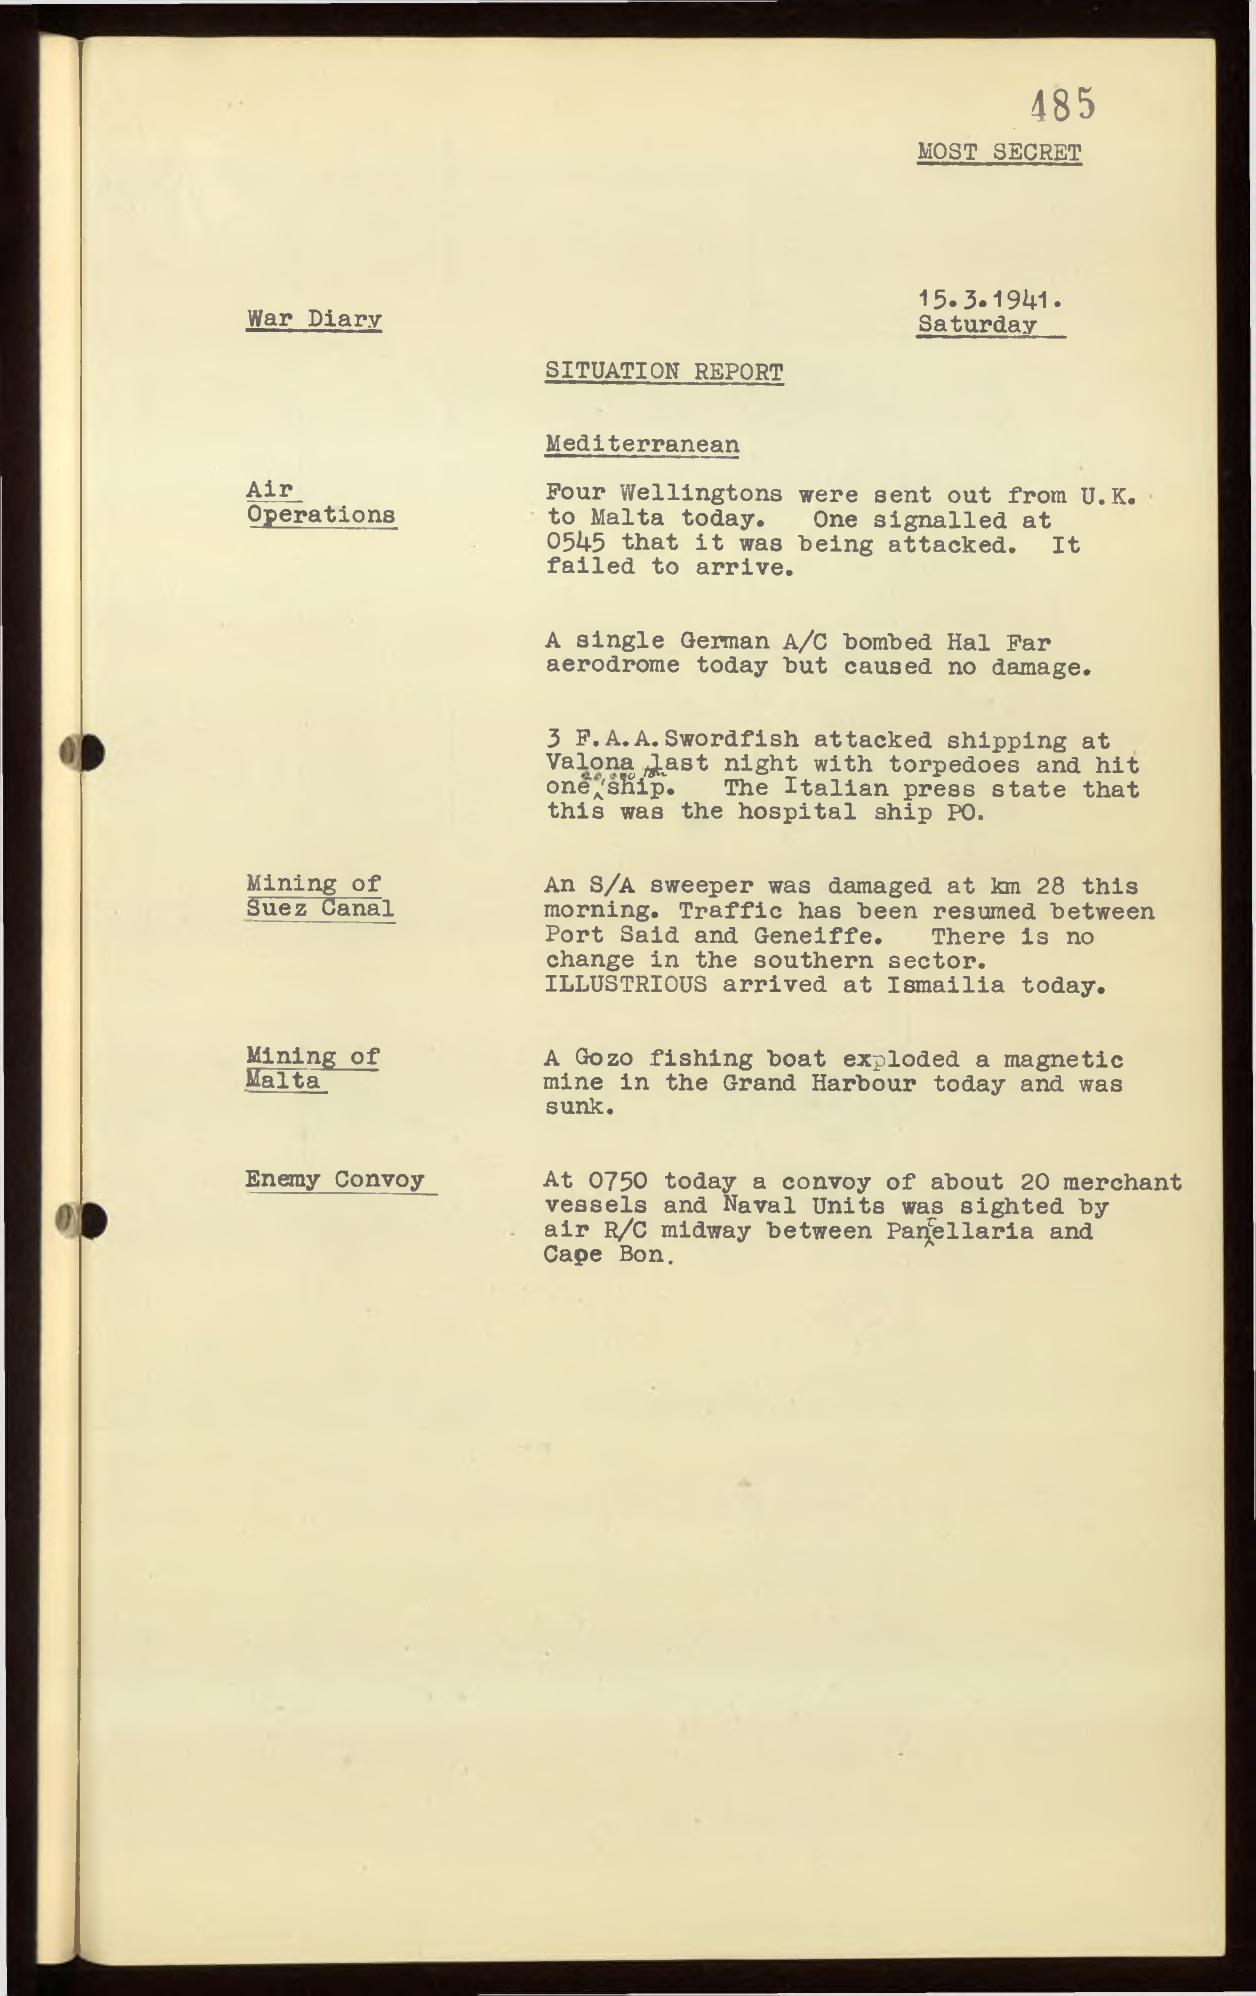 485
MOST SECRET
15.3.1941.
War Diary
Saturday
SITUATION REPORT
Mediterranean
Air
Operations
Four Wellingtons were sent out from U.K.
to Malta today. One signalled at
0545 that it was being attacked. It
failed to arrive.
A single German A/C bombed Hal Far
aerodrome today but caused no damage.
3 F.A.A. Swordfish attacked shipping at
Valona last night with torpedoes and hit
one 20,000 ton ship. The Italian press state that
this was the hospital ship PO.
Mining of
Suez Canal
An S/A sweeper was damaged at km 28 this
morning. Traffic has been resumed between
Port Said and Geneiffe. There is no
change in the southern sector.
ILLUSTRIOUS arrived at Ismailia today.
Mining of
Malta
A Gozo fishing boat exploded a magnetic
mine in the Grand Harbour today and was
sunk.
Enemy Convoy
At 0750 today a convoy of about 20 merchant
vessels and Naval Units was sighted by
air R/C midway between Pantellaria and
Cape Bon.